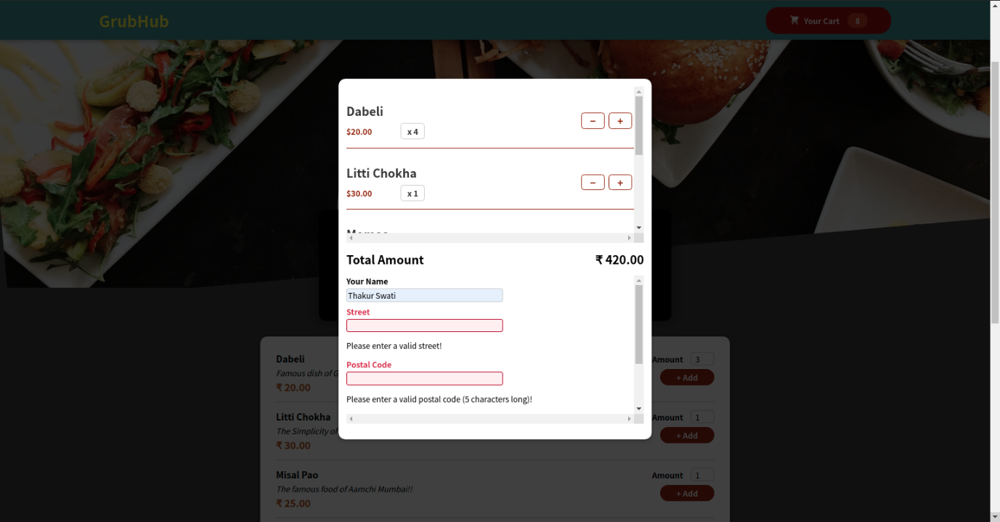 GrubHub
Your Cart 8
Dabeli
$20.00 x 4
− +
Litti Chokha
$30.00 x 1
− +
Total Amount ₹ 420.00
Your Name
Thakur Swati
Street
Please enter a valid street!
Postal Code
Please enter a valid postal code (5 characters long)!
Dabeli
Famous dish of G
₹ 20.00
Amount 3
+ Add
Litti Chokha
The Simplicity of
₹ 30.00
Amount 1
+ Add
Misal Pao
The famous food of Aamchi Mumbai!!
₹ 25.00
Amount 1
+ Add